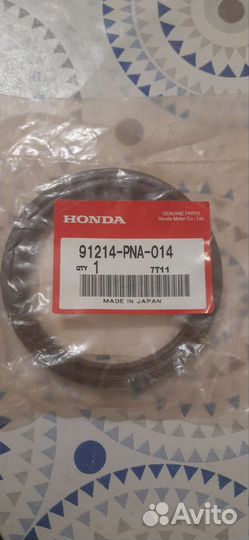 HONDA
GENUINE PARTS
Honda Motor Co., Ltd.
91214-PNA-014
QTY 1 7T11
MADE IN JAPAN
Avito